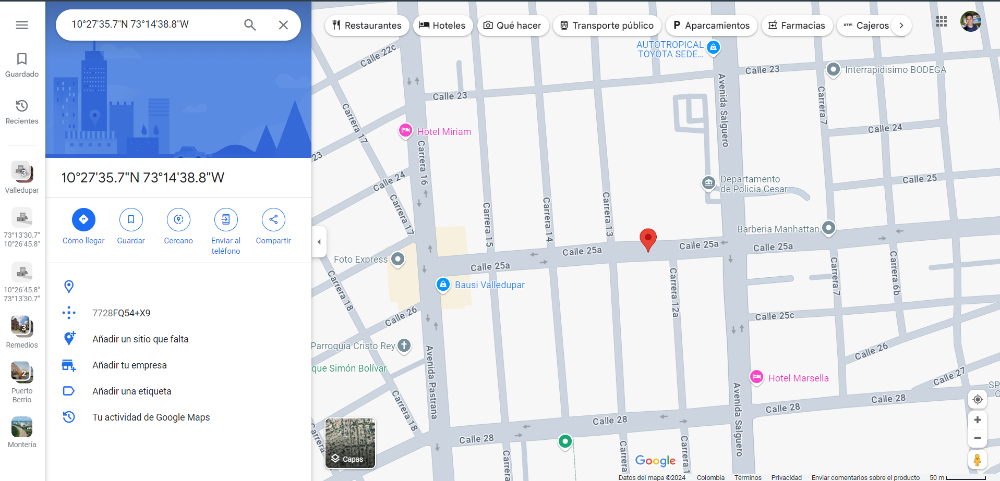 10°27'35.7"N 73°14'38.8"W
Restaurantes
Hoteles
Qué hacer
Transporte público
P Aparcamientos
Farmacias
ATM Cajeros
Guardado
Recientes
3
Valledupar
73°13'30.7"
10°26'45.8"
10°26'45.8"
73°13'30.7"
3
Remedios
2
Puerto
Berrío
Montería
10°27'35.7"N 73°14'38.8"W
Cómo llegar
Guardar
Cercano
Enviar al
teléfono
Compartir
7728FQ54+X9
Añadir un sitio que falta
Añadir tu empresa
Añadir una etiqueta
Tu actividad de Google Maps
AUTOTROPICAL
TOYOTA SEDE...
Calle 22c
Calle 23
Interrapidisimo BODEGA
Calle 23
Avenida Salguero
Carrera 7
Carrera 17
Calle 24
Hotel Miriam
23
Carrera 16
Calle 24
Departamento
de Policia Cesar
Calle 25
Carrera 17
Carrera 15
Carrera 14
Carrera 13
Barberia Manhattan
Calle 25a
Calle 25a
Calle 25a
Calle 25a
Foto Express
Bausi Valledupar
Carrera 18
Carrera 12a
Carrera 7
Carrera 6b
Calle 26
Calle 25c
Parroquia Cristo Rey
que Simón Bolívar
Calle 26
Avenida Pastrana
Hotel Marsella
Calle 27
SP
C
Carrera 18
Avenida Salguero
Calle 28
Calle 28
Calle 28
Calle 28
Carrera
Carrera
Carrera
Carrera 1
Capas
Google
Datos del mapa ©2024
Colombia
Términos
Privacidad
Enviar comentarios sobre el producto
50 m